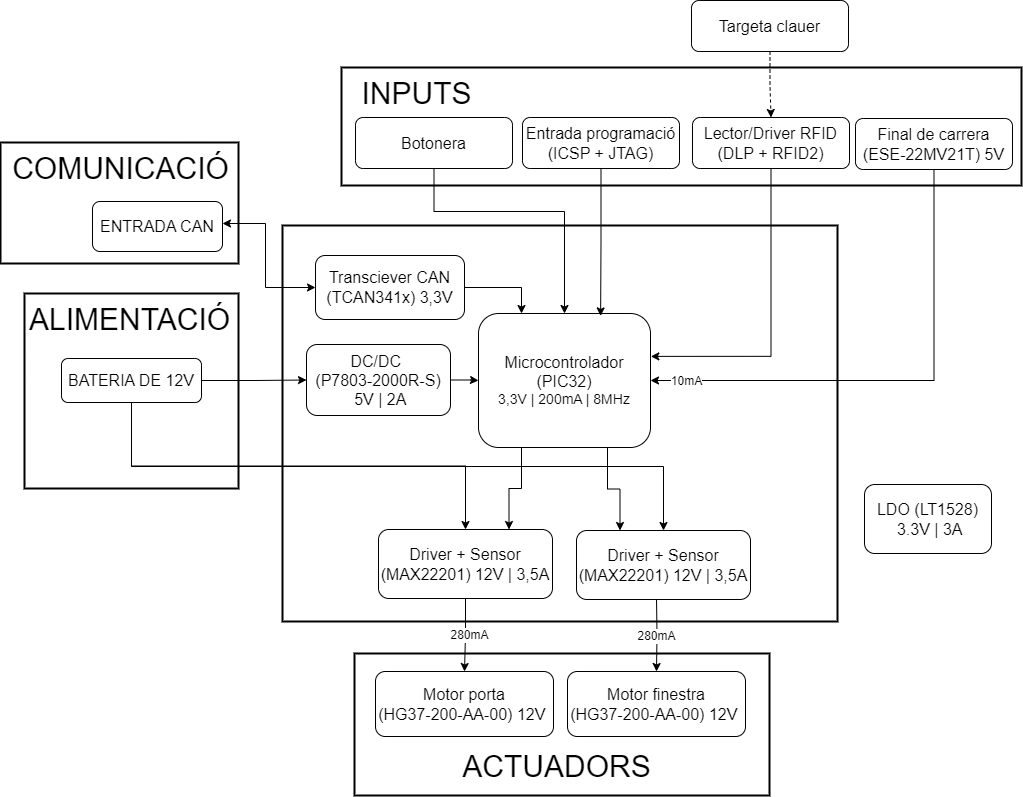 Targeta clauer
INPUTS
Botonera
Entrada programació
(ICSP + JTAG)
Lector/Driver RFID
(DLP + RFID2)
Final de carrera
(ESE-22MV21T) 5V
COMUNICACIÓ
ENTRADA CAN
Transciever CAN
(TCAN341x) 3,3V
ALIMENTACIÓ
BATERIA DE 12V
DC/DC
(P7803-2000R-S)
5V | 2A
Microcontrolador
(PIC32)
3,3V | 200mA | 8MHz
10mA
LDO (LT1528)
3.3V | 3A
Driver + Sensor
(MAX22201) 12V | 3,5A
Driver + Sensor
(MAX22201) 12V | 3,5A
280mA
280mA
Motor porta
(HG37-200-AA-00) 12V
Motor finestra
(HG37-200-AA-00) 12V
ACTUADORS